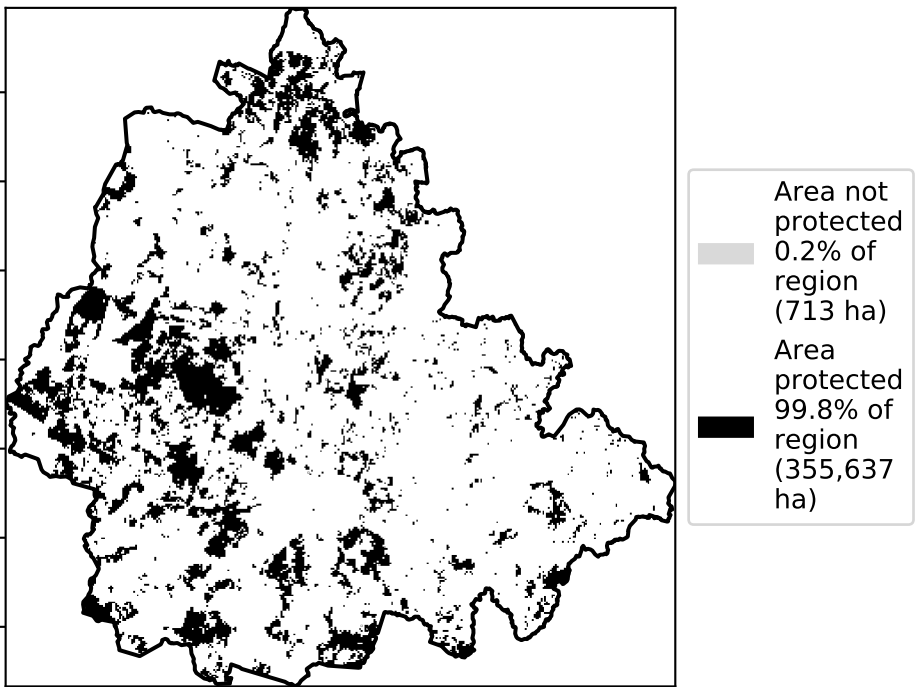 Area not
protected
0.2% of
region
(713 ha)
Area
protected
99.8% of
region
(355,637
ha)